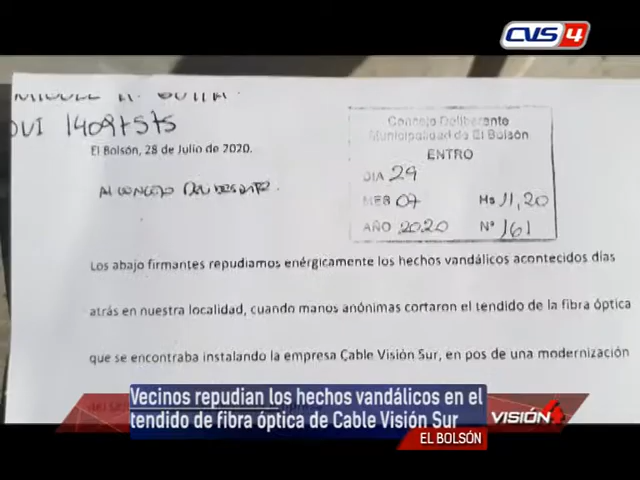 CVS 4
El Bolsón, 28 de Julio de 2020.
Concejo Deliberante
Municipalidad de El Bolsón
ENTRO
DIA 29
MES 07 Hs 11,20
AÑO 2020 Nº 161
Al Concejo Deliberante.
Los abajo firmantes repudiamos enérgicamente los hechos vandálicos acontecidos días
atrás en nuestra localidad, cuando manos anónimas cortaron el tendido de la fibra óptica
que se encontraba instalando la empresa Cable Visión Sur, en pos de una modernización
Vecinos repudian los hechos vandálicos en el
tendido de fibra óptica de Cable Visión Sur
VISIÓN 4
EL BOLSÓN